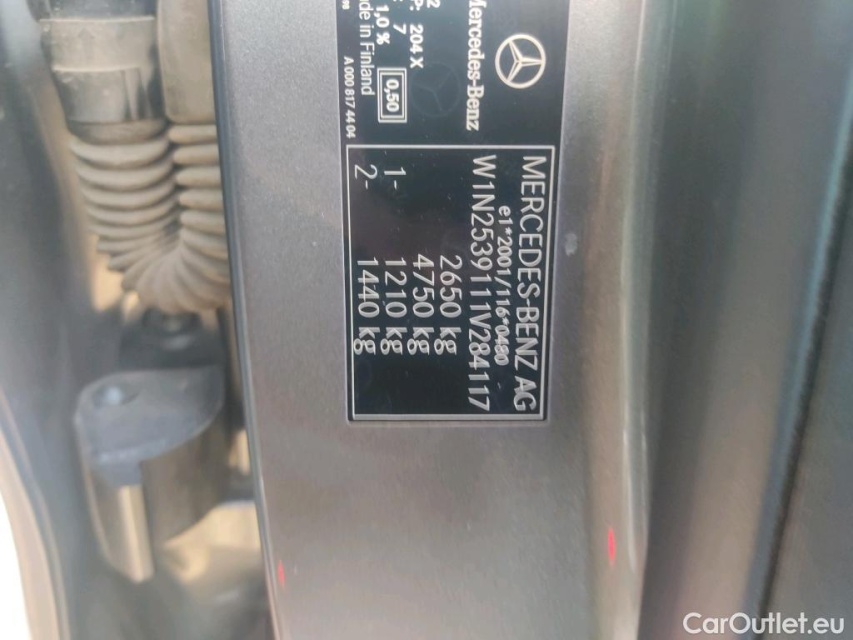 MERCEDES-BENZ AG
e1*2001/116*0480
W1N2539111V284117
2650 kg
4750 kg
1- 1210 kg
2- 1440 kg
Mercedes-Benz
204 X
7
1,0 %
in Finland
0,50
A 000 817 44 04
CarOutlet.eu